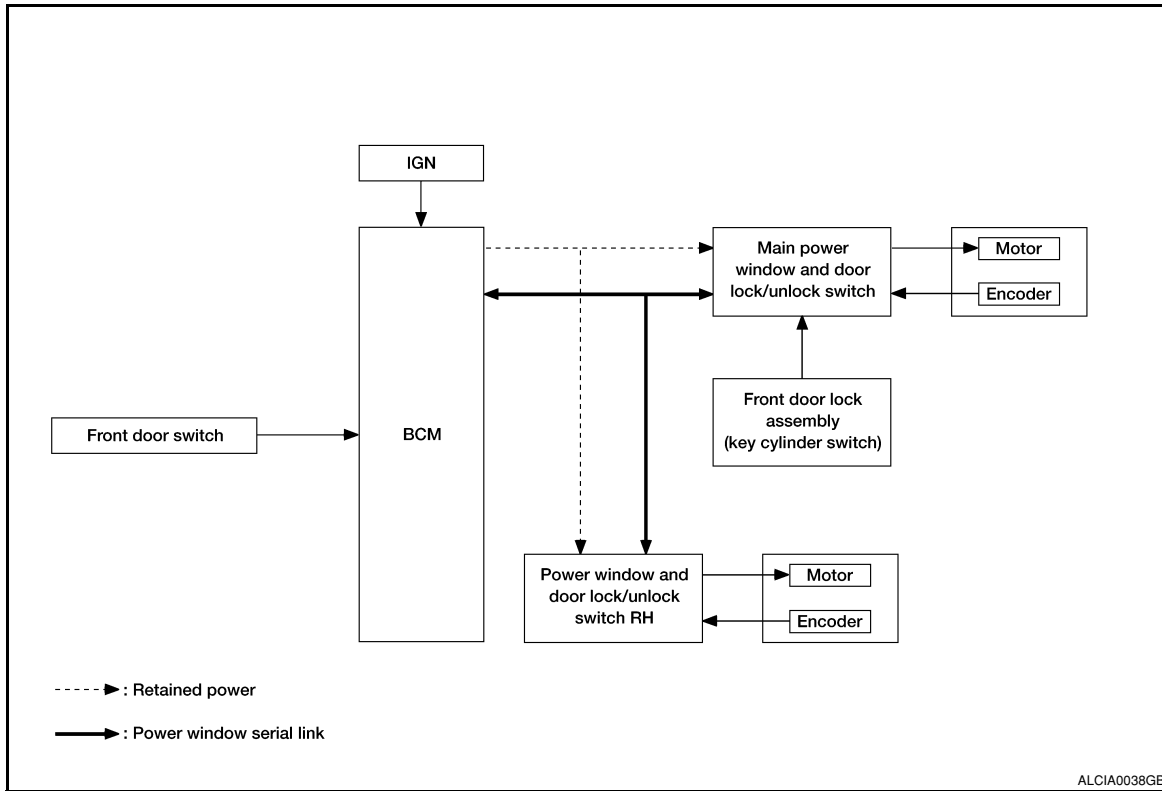 IGN
BCM
Front door switch
Main power
window and door
lock/unlock switch
Motor
Encoder
Front door lock
assembly
(key cylinder switch)
Power window and
door lock/unlock
switch RH
Motor
Encoder
: Retained power
: Power window serial link
ALCIA0038GB